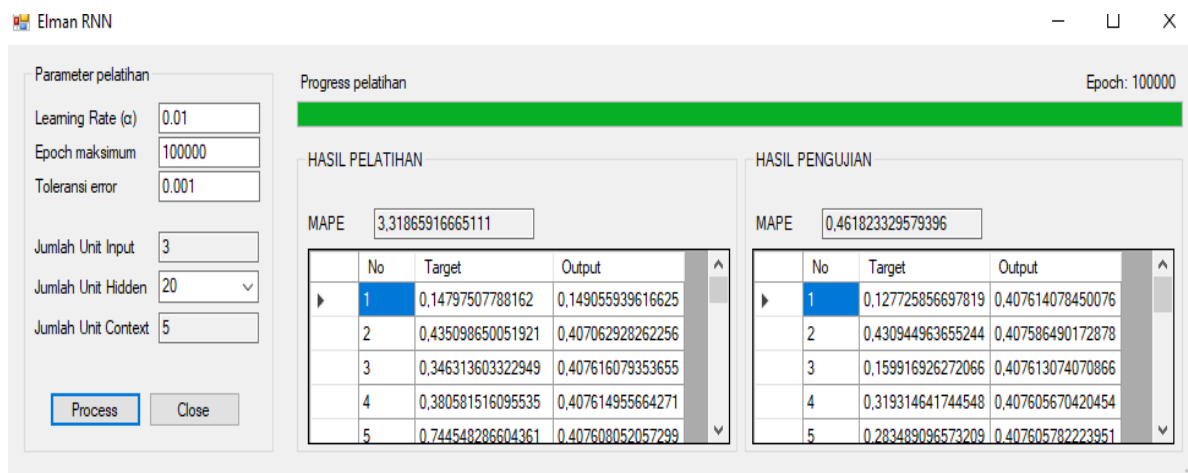 Elman RNN
Parameter pelatihan
Learning Rate (α) 0.01
Epoch maksimum 100000
Toleransi error 0.001
Jumlah Unit Input 3
Jumlah Unit Hidden 20
Jumlah Unit Context 5
Process Close
Progress pelatihan Epoch: 100000
HASIL PELATIHAN
MAPE 3,31865916665111
No Target Output
1 0,14797507788162 0,149055939616625
2 0,435098650051921 0,407062928262256
3 0,346313603322949 0,407616079353655
4 0,380581516095535 0,407614955664271
5 0,744548286604361 0,407608052057299
HASIL PENGUJIAN
MAPE 0,461823329579396
No Target Output
1 0,127725856697819 0,407614078450076
2 0,430944963655244 0,407586490172878
3 0,159916926272066 0,407613074070866
4 0,319314641744548 0,407605670420454
5 0,283489096573209 0,407605782223951